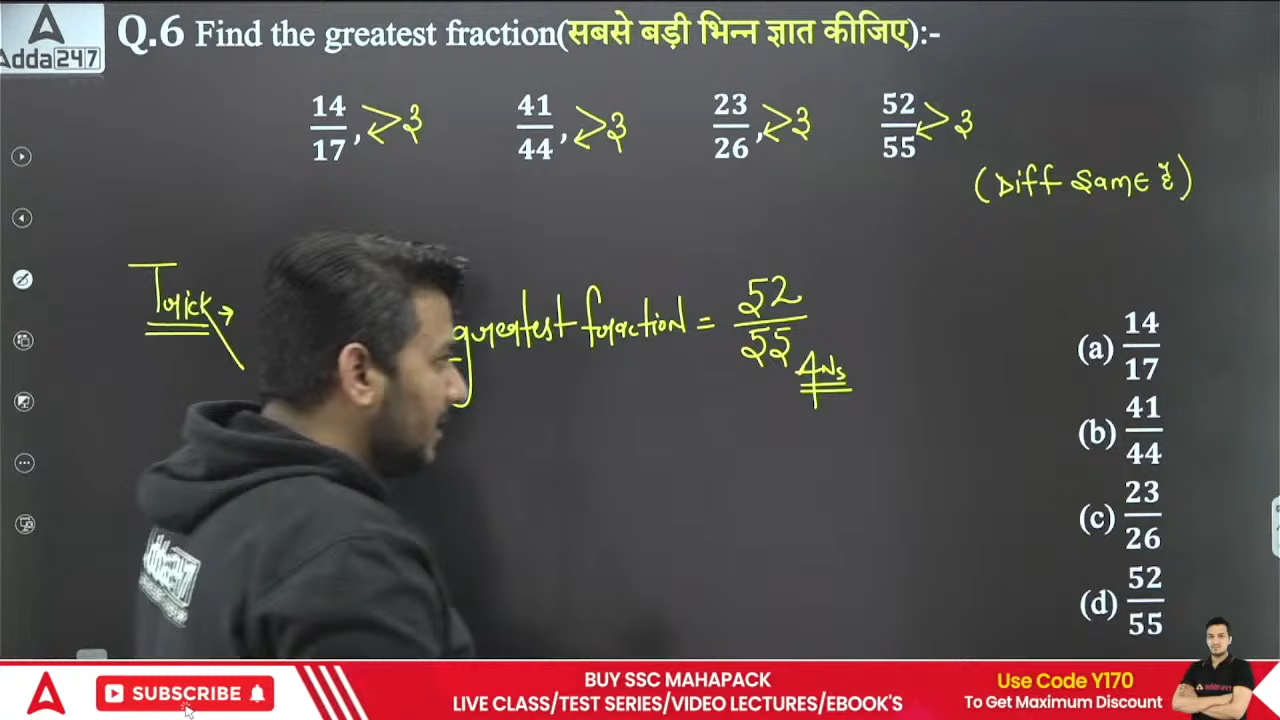 Adda247
Q.6 Find the greatest fraction(सबसे बड़ी भिन्न ज्ञात कीजिए):-
14/17, > 3 41/44, > 3 23/26, > 3 52/55 > 3
(Diff same है)
Trick →
greatest fraction = 52/55 Ans
(a) 14/17
(b) 41/44
(c) 23/26
(d) 52/55
SUBSCRIBE
BUY SSC MAHAPACK
LIVE CLASS/TEST SERIES/VIDEO LECTURES/EBOOK'S
Use Code Y170
To Get Maximum Discount